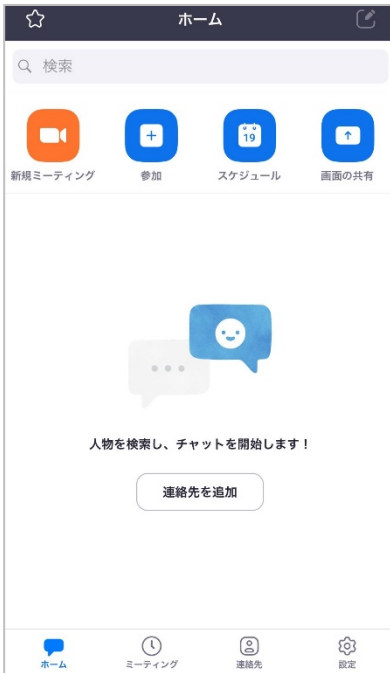 ホーム
検索
19
新規ミーティング
参加
スケジュール
画面の共有
人物を検索し、チャットを開始します！
連絡先を追加
ホーム
ミーティング
連絡先
設定